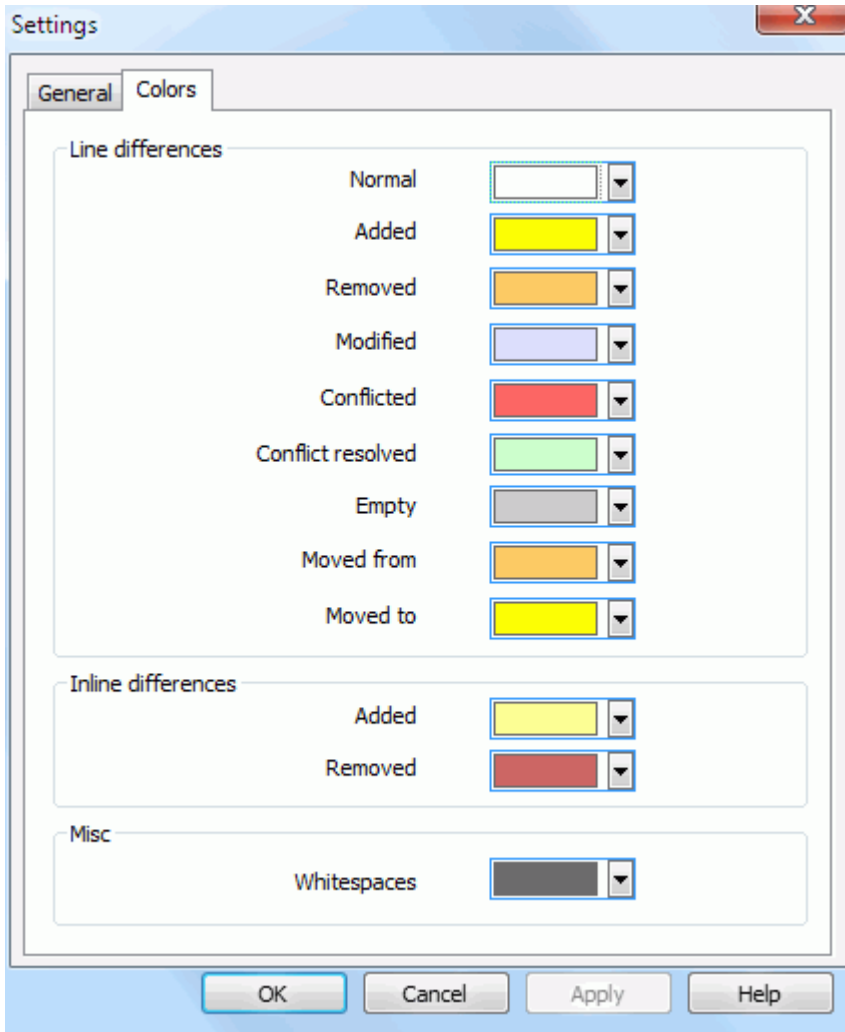 Settings
General Colors
Line differences
Normal
Added
Removed
Modified
Conflicted
Conflict resolved
Empty
Moved from
Moved to
Inline differences
Added
Removed
Misc
Whitespaces
OK Cancel Apply Help